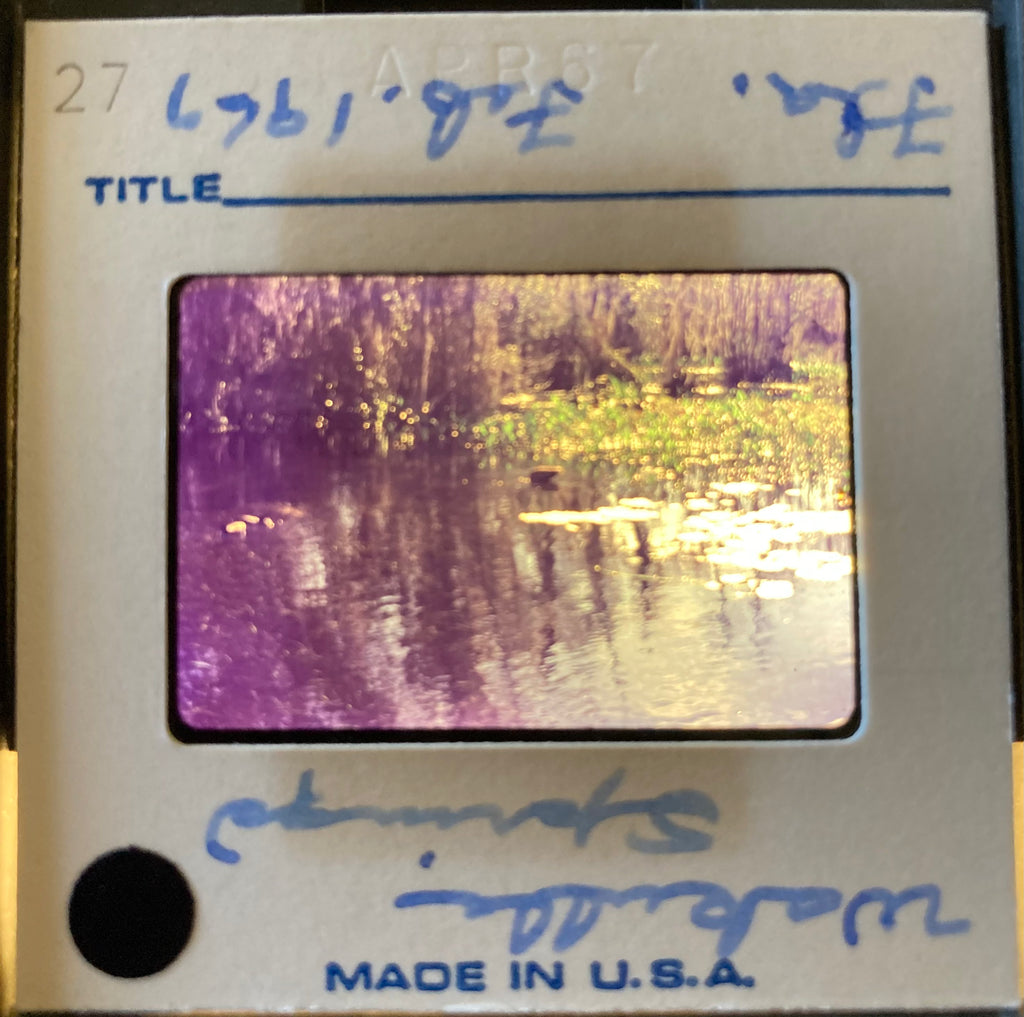 APR67
27
TITLE
MADE IN U.S.A.
Wakulla
Springs
Fla. Feb. 1967